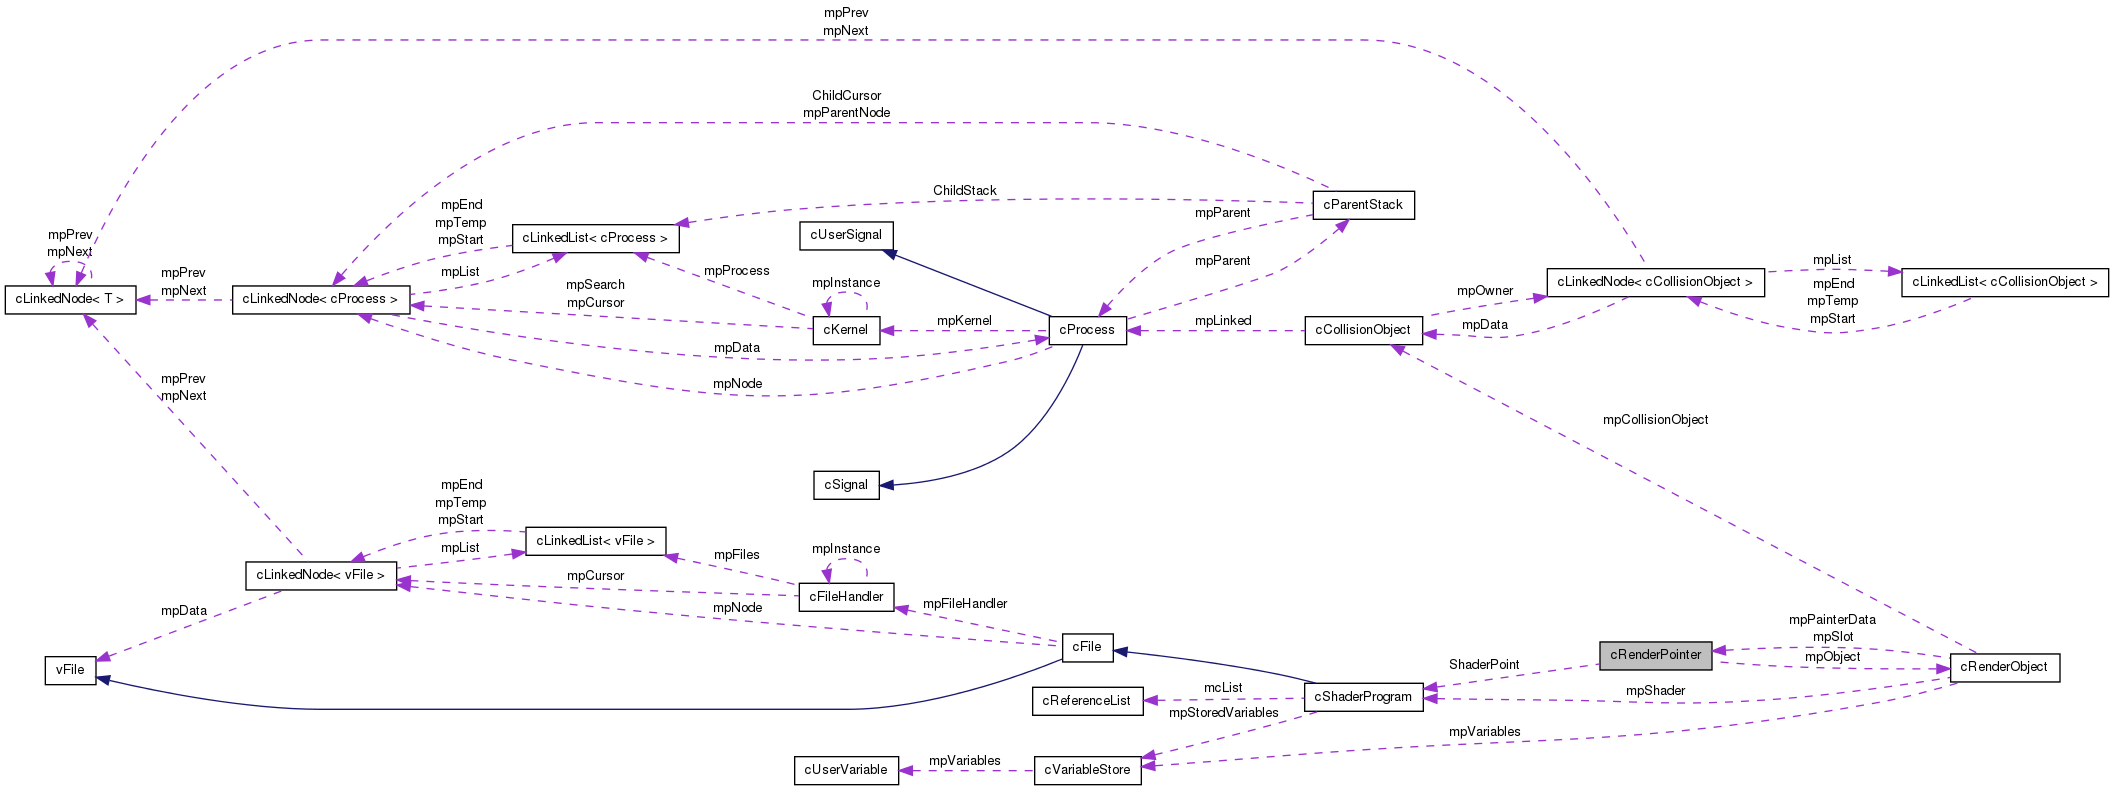 mpPrev
mpNext
ChildCursor
mpParentNode
ChildStack
cParentStack
mpEnd
mpTemp
mpStart
cLinkedList< cProcess >
cUserSignal
mpParent
mpPrev
mpNext
mpParent
mpList
cLinkedNode< T >
mpPrev
mpNext
cLinkedNode< cProcess >
mpList
mpSearch
mpCursor
mpProcess
mpInstance
cKernel
mpKernel
cProcess
mpLinked
cCollisionObject
mpOwner
mpData
cLinkedNode< cCollisionObject >
mpEnd
mpTemp
mpStart
cLinkedList< cCollisionObject >
mpData
mpNode
mpPrev
mpNext
mpCollisionObject
cSignal
mpEnd
mpTemp
mpStart
cLinkedList< vFile >
mpList
cLinkedNode< vFile >
mpFiles
mpInstance
mpCursor
cFileHandler
mpNode
mpFileHandler
mpData
vFile
cFile
mpPainterData
mpSlot
cRenderPointer
mpObject
cRenderObject
ShaderPoint
cReferenceList
mcList
cShaderProgram
mpShader
mpStoredVariables
mpVariables
cUserVariable
mpVariables
cVariableStore